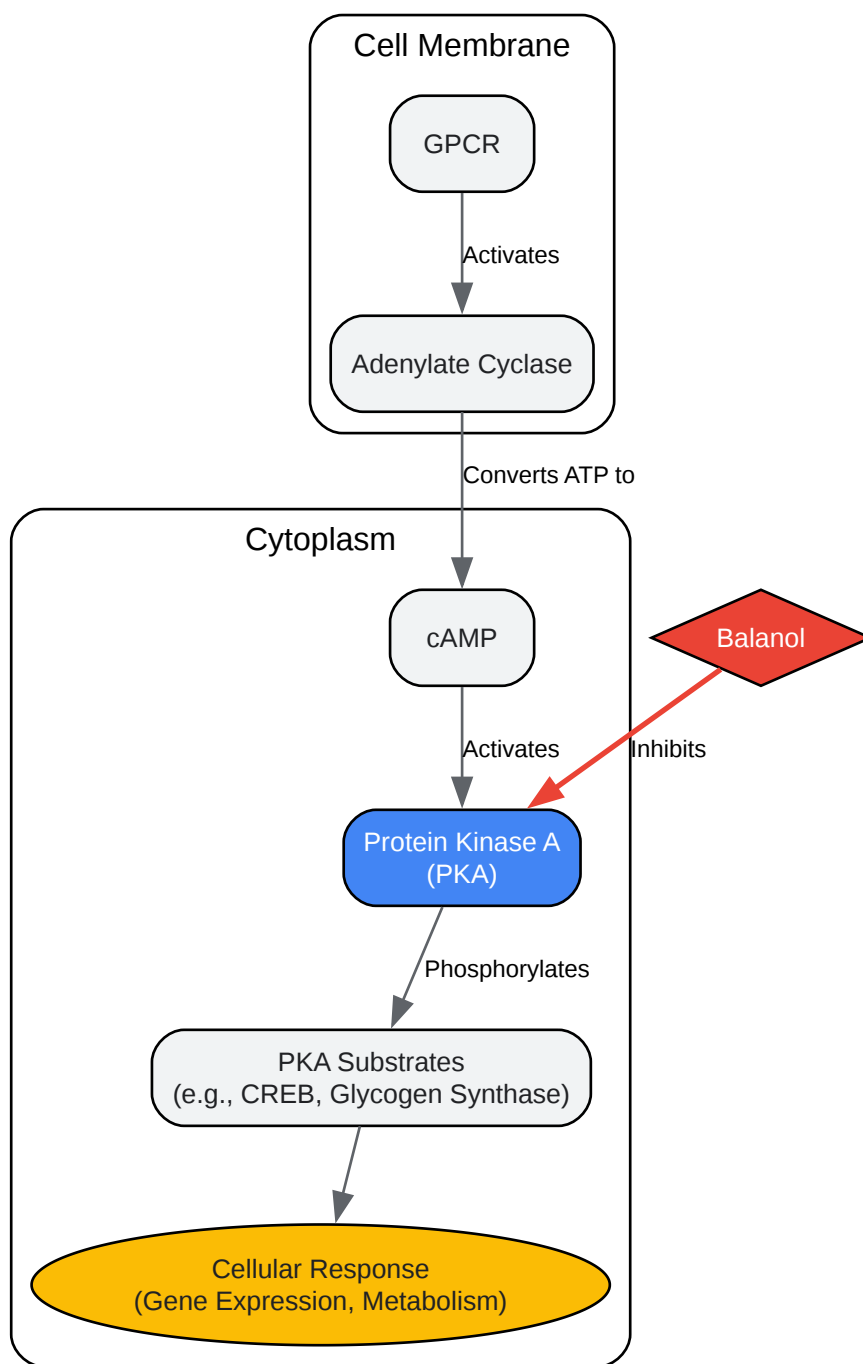 Cell Membrane
GPCR
Activates
Adenylate Cyclase
Converts ATP to
Cytoplasm
cAMP
Balanol
Activates
Inhibits
Protein Kinase A
(PKA)
Phosphorylates
PKA Substrates
(e.g., CREB, Glycogen Synthase)
Cellular Response
(Gene Expression, Metabolism)